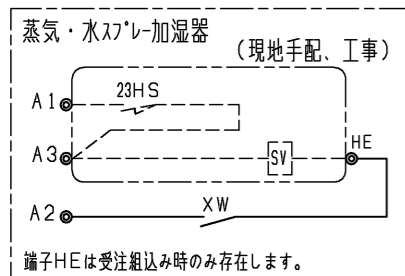 蒸気・水スプレー加湿器
(現地手配、工事)
23HS
A1
A3
SV
HE
A2
XW
端子HEは受注組込み時のみ存在します。